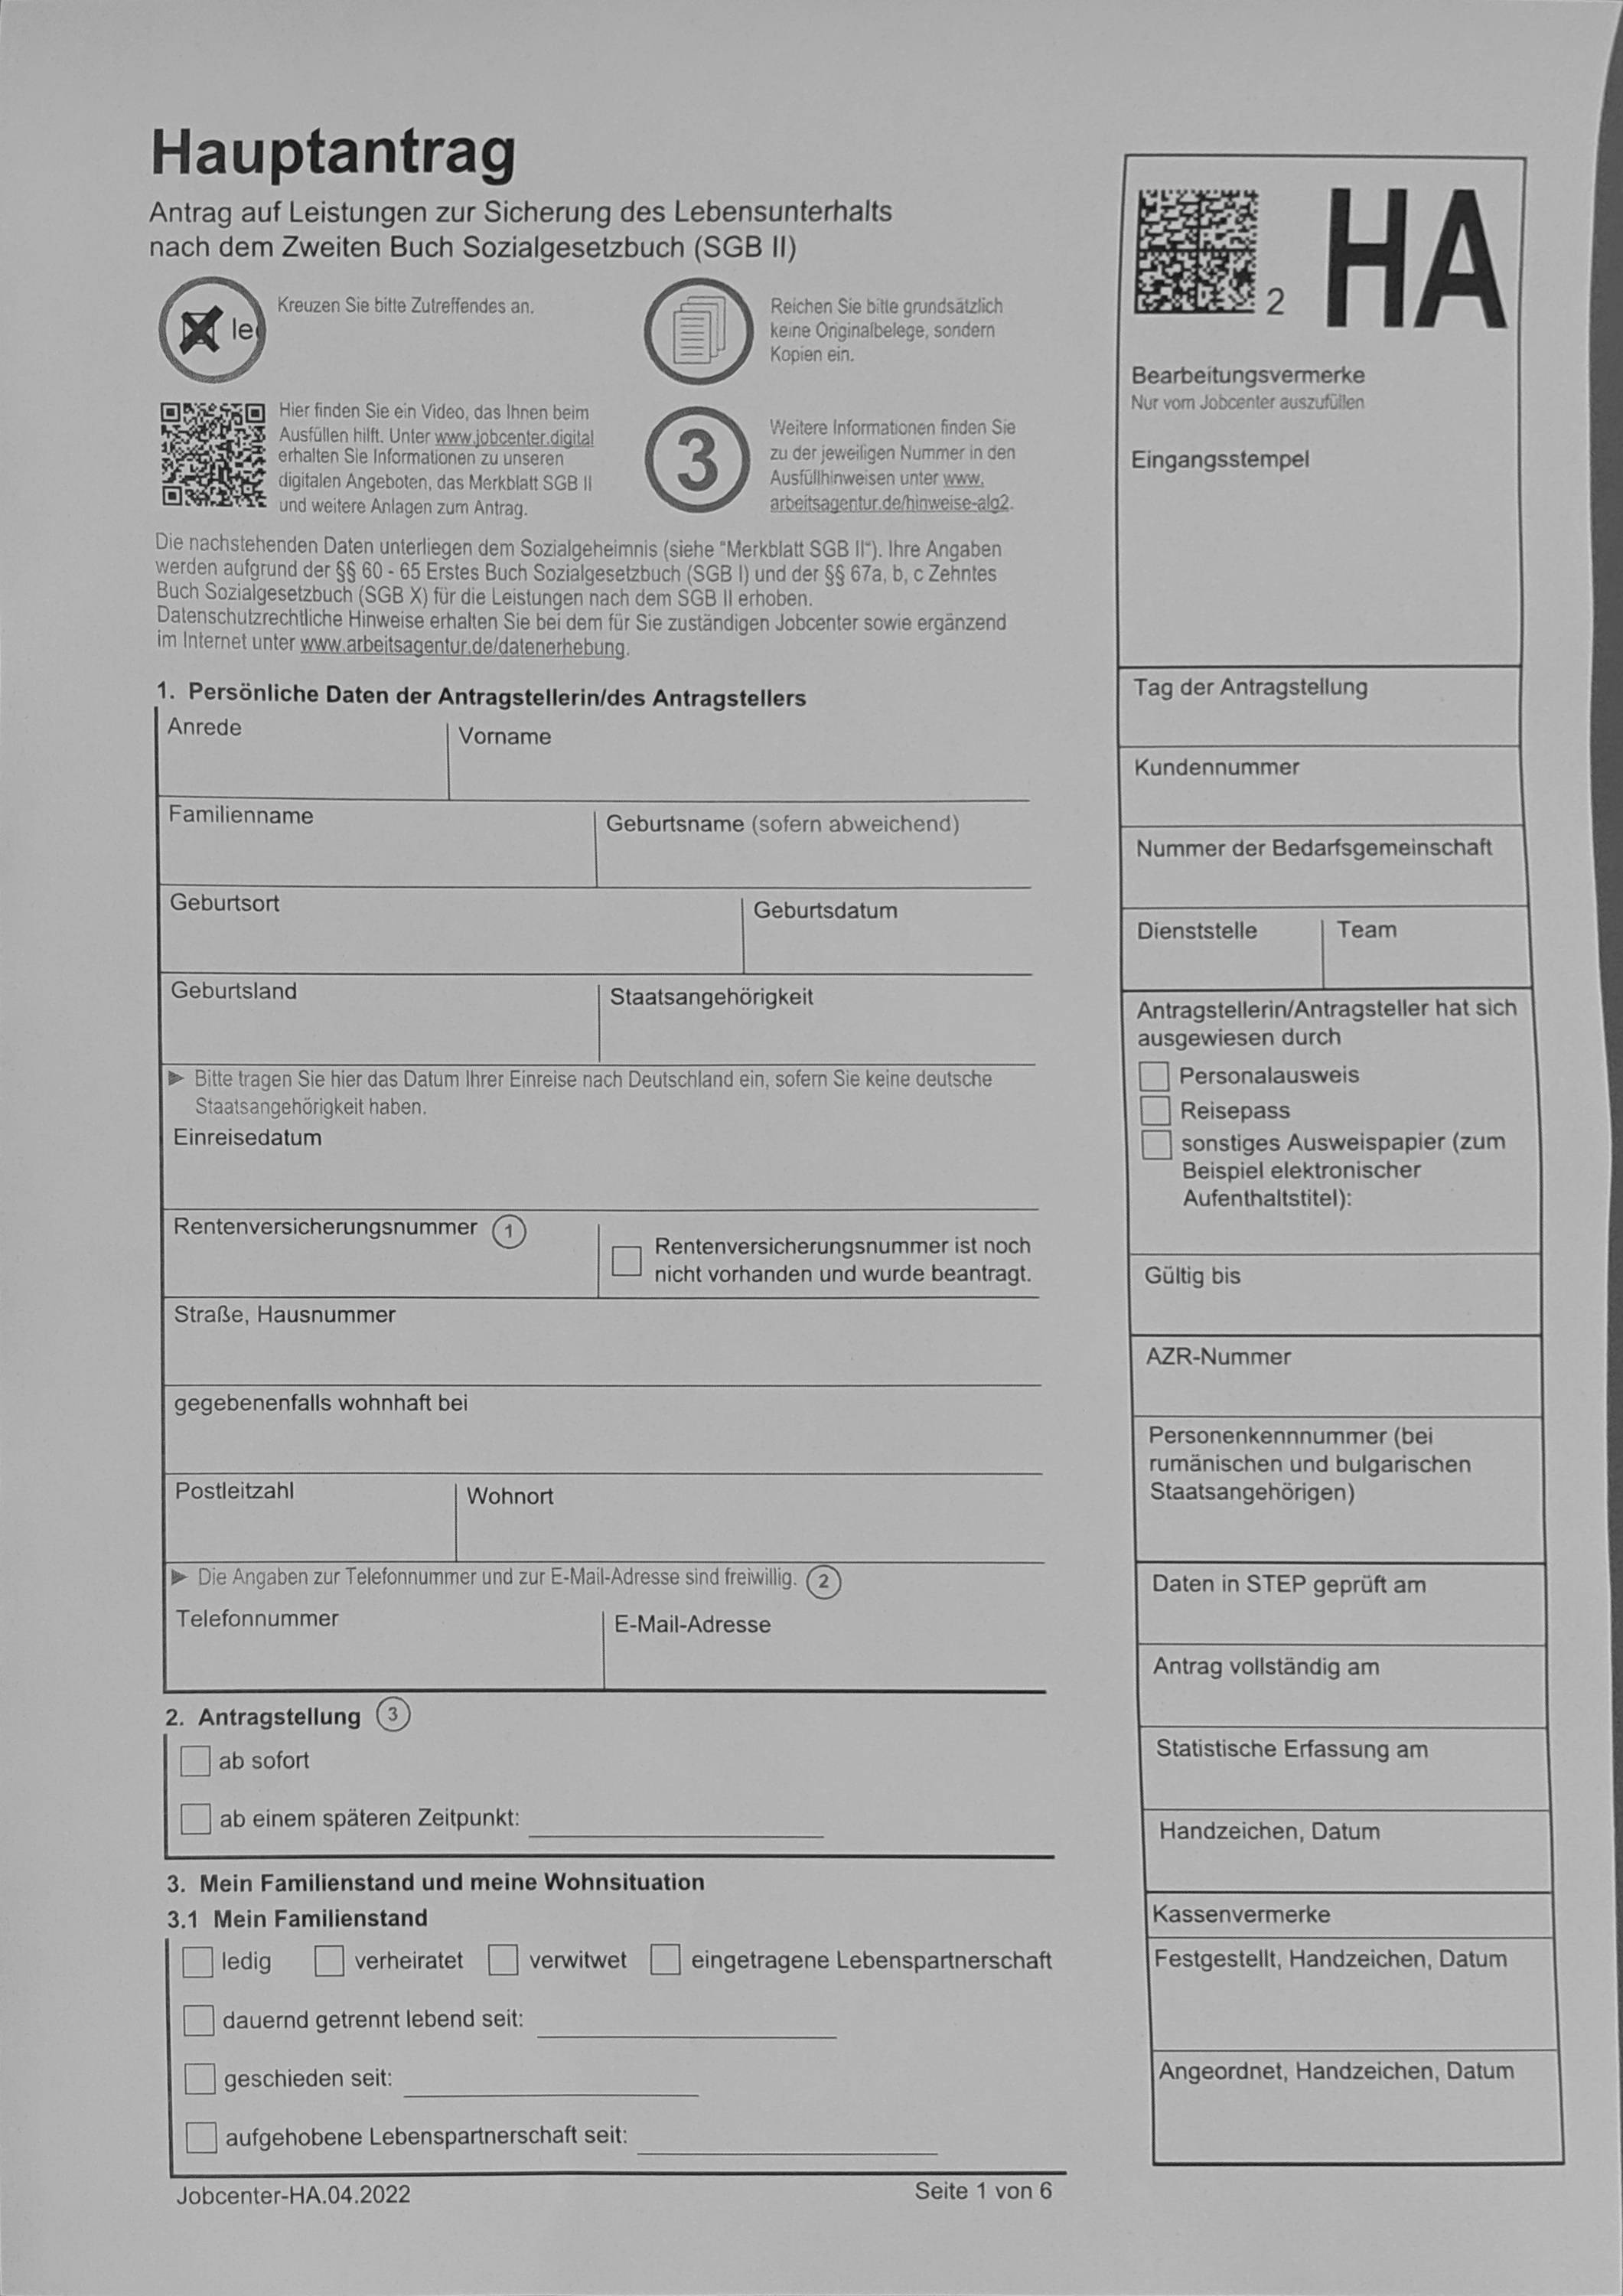 Hauptantrag
Antrag auf Leistungen zur Sicherung des Lebensunterhalts
nach dem Zweiten Buch Sozialgesetzbuch (SGB II)
Kreuzen Sie bitte Zutreffendes an.
le
Reichen Sie bitte grundsätzlich
keine Originalbelege, sondern
Kopien ein.
Hier finden Sie ein Video, das Ihnen beim
Ausfüllen hilft. Unter www.jobcenter.digital
erhalten Sie Informationen zu unseren
digitalen Angeboten, das Merkblatt SGB II
und weitere Anlagen zum Antrag.
3
Weitere Informationen finden Sie
zu der jeweiligen Nummer in den
Ausfüllhinweisen unter www.
arbeitsagentur.de/hinweise-alg2.
Die nachstehenden Daten unterliegen dem Sozialgeheimnis (siehe "Merkblatt SGB II"). Ihre Angaben
werden aufgrund der §§ 60 - 65 Erstes Buch Sozialgesetzbuch (SGB I) und der §§ 67a, b, c Zehntes
Buch Sozialgesetzbuch (SGB X) für die Leistungen nach dem SGB II erhoben.
Datenschutzrechtliche Hinweise erhalten Sie bei dem für Sie zuständigen Jobcenter sowie ergänzend
im Internet unter www.arbeitsagentur.de/datenerhebung.
1. Persönliche Daten der Antragstellerin/des Antragstellers
Anrede
Vorname
Familienname
Geburtsname (sofern abweichend)
Geburtsort
Geburtsdatum
Geburtsland
Staatsangehörigkeit
▶ Bitte tragen Sie hier das Datum Ihrer Einreise nach Deutschland ein, sofern Sie keine deutsche
Staatsangehörigkeit haben.
Einreisedatum
Rentenversicherungsnummer 1
Rentenversicherungsnummer ist noch
nicht vorhanden und wurde beantragt.
Straße, Hausnummer
gegebenenfalls wohnhaft bei
Postleitzahl
Wohnort
▶ Die Angaben zur Telefonnummer und zur E-Mail-Adresse sind freiwillig. 2
Telefonnummer
E-Mail-Adresse
2. Antragstellung 3
ab sofort
ab einem späteren Zeitpunkt:
3. Mein Familienstand und meine Wohnsituation
3.1 Mein Familienstand
ledig verheiratet verwitwet eingetragene Lebenspartnerschaft
dauernd getrennt lebend seit:
geschieden seit:
aufgehobene Lebenspartnerschaft seit:
Jobcenter-HA.04.2022
Seite 1 von 6
2 HA
Bearbeitungsvermerke
Nur vom Jobcenter auszufüllen
Eingangsstempel
Tag der Antragstellung
Kundennummer
Nummer der Bedarfsgemeinschaft
Dienststelle
Team
Antragstellerin/Antragsteller hat sich
ausgewiesen durch
Personalausweis
Reisepass
sonstiges Ausweispapier (zum
Beispiel elektronischer
Aufenthaltstitel):
Gültig bis
AZR-Nummer
Personenkennnummer (bei
rumänischen und bulgarischen
Staatsangehörigen)
Daten in STEP geprüft am
Antrag vollständig am
Statistische Erfassung am
Handzeichen, Datum
Kassenvermerke
Festgestellt, Handzeichen, Datum
Angeordnet, Handzeichen, Datum